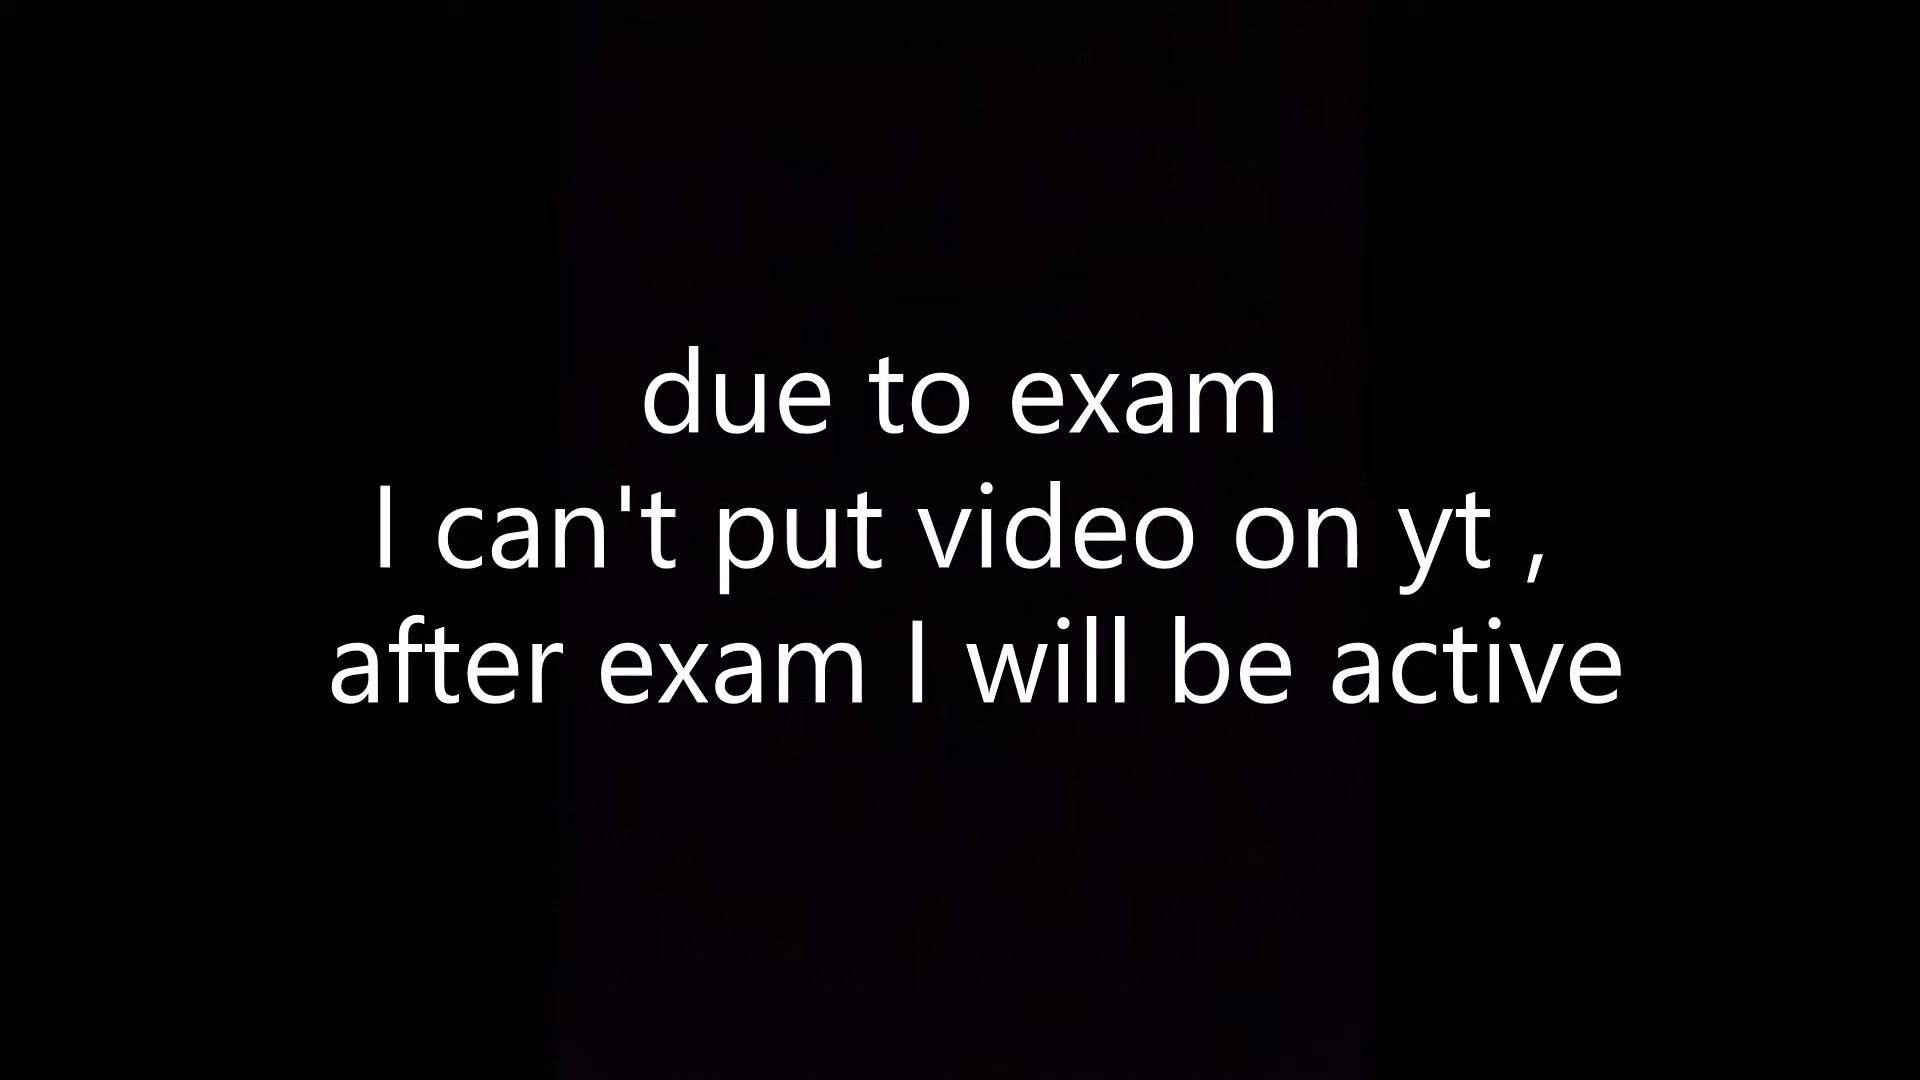 due to exam
I can't put video on yt ,
after exam I will be active